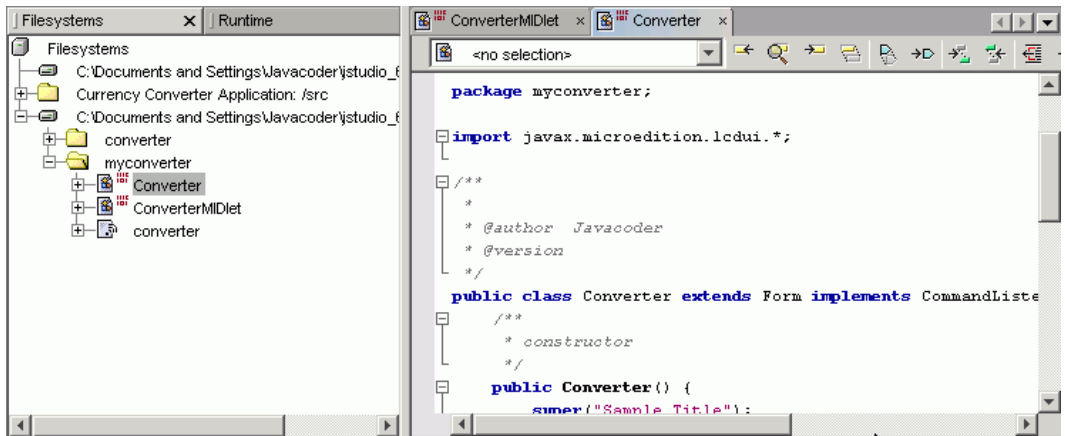 Filesystems
Runtime
Filesystems
C:\Documents and Settings\Javacoder\jstudio_6
Currency Converter Application: /src
C:\Documents and Settings\Javacoder\jstudio_6
converter
myconverter
Converter
ConverterMIDlet
converter
ConverterMIDlet
Converter
<no selection>
package myconverter;
import javax.microedition.lcdui.*;
/**
*
* @author Javacoder
* @version
*/
public class Converter extends Form implements CommandListe
/**
* constructor
*/
public Converter() {
super("Sample Title");